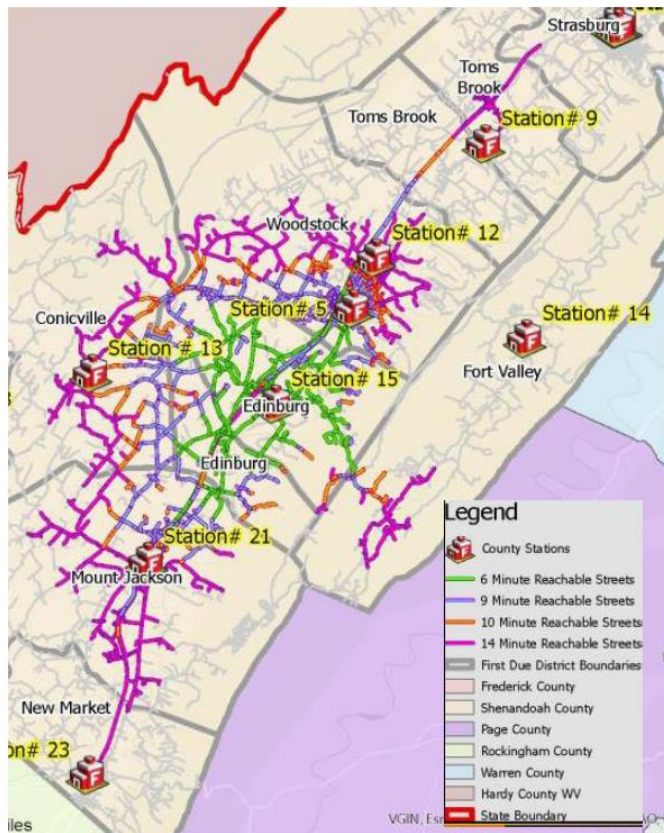 Strasburg
Toms
Brook
Toms Brook
Station# 9
Woodstock
Station# 12
Station# 5
Station# 14
Conicville
Station # 13
Fort Valley
Station# 15
Edinburg
Edinburg
Station# 21
Mount Jackson
New Market
on# 23
iles
Legend
County Stations
6 Minute Reachable Streets
9 Minute Reachable Streets
10 Minute Reachable Streets
14 Minute Reachable Streets
First Due District Boundaries
Frederick County
Shenandoah County
Page County
Rockingham County
Warren County
Hardy County WV
State Boundary
VGIN, Esr